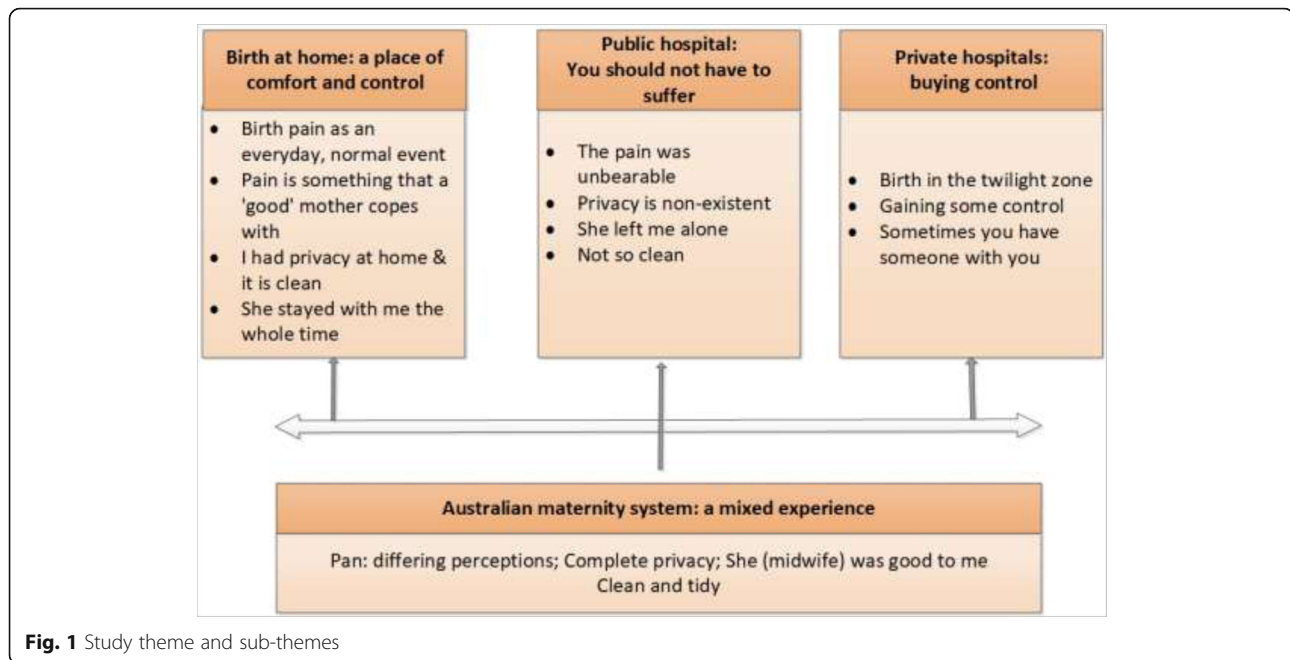 Birth at home: a place of
comfort and control
• Birth pain as an
everyday, normal event
• Pain is something that a
'good' mother copes
with
• I had privacy at home &
it is clean
• She stayed with me the
whole time
Public hospital:
You should not have to
suffer
• The pain was
unbearable
• Privacy is non-existent
• She left me alone
• Not so clean
Private hospitals:
buying control
• Birth in the twilight zone
• Gaining some control
• Sometimes you have
someone with you
Australian maternity system: a mixed experience
Pan: differing perceptions; Complete privacy; She (midwife) was good to me
Clean and tidy
Fig. 1 Study theme and sub-themes